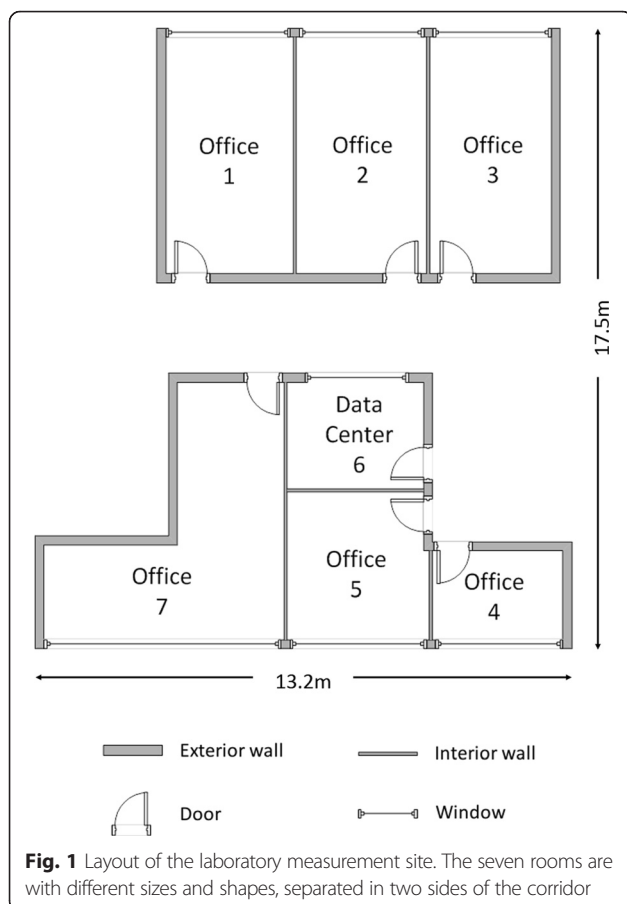 Office
1
Office
2
Office
3
17.5m
Data
Center
6
Office
5
Office
4
Office
7
13.2m
Exterior wall
Interior wall
Door
Window
Fig. 1 Layout of the laboratory measurement site. The seven rooms are
with different sizes and shapes, separated in two sides of the corridor